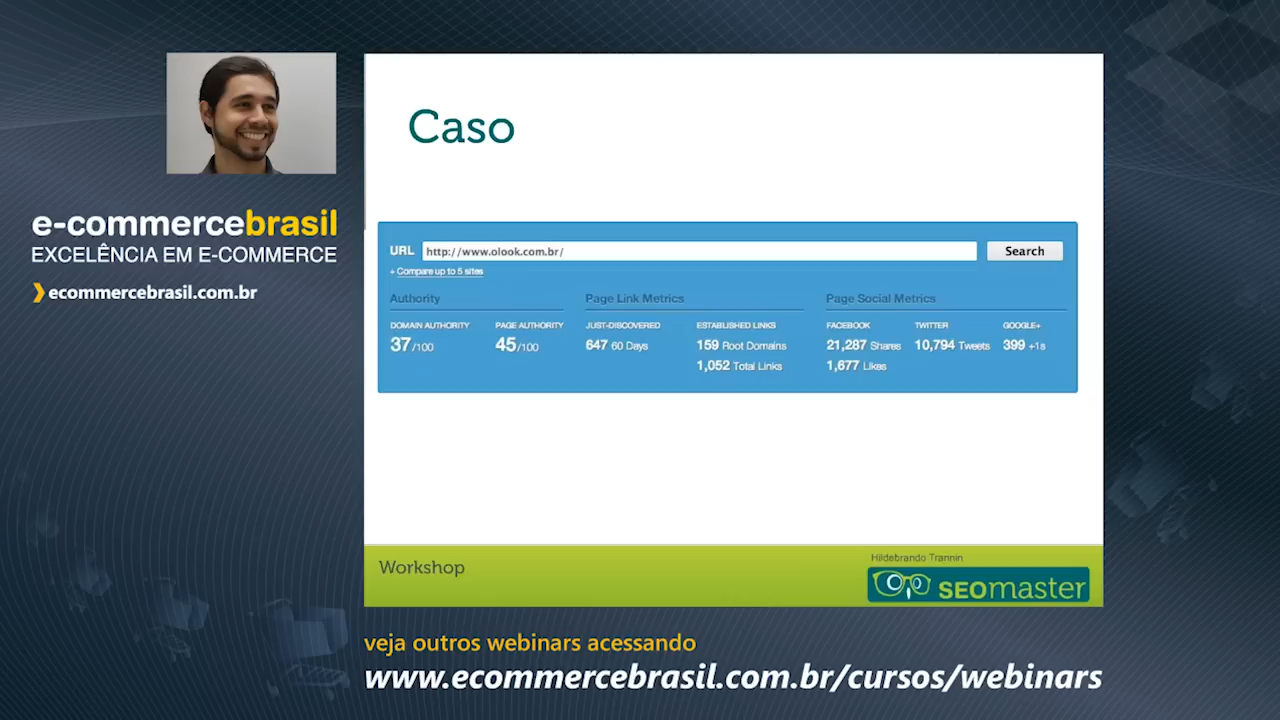 e-commercebrasil
EXCELÊNCIA EM E-COMMERCE
ecommercebrasil.com.br
Caso
URL http://www.olook.com.br/ Search
+ Compare up to 5 sites
Authority Page Link Metrics Page Social Metrics
DOMAIN AUTHORITY PAGE AUTHORITY JUST-DISCOVERED ESTABLISHED LINKS FACEBOOK TWITTER GOOGLE+
37/100 45/100 647 60 Days 159 Root Domains 21,287 Shares 10,794 Tweets 399 +1s
1,052 Total Links 1,677 Likes
Workshop
Hildebrando Trannin
SEOmaster
veja outros webinars acessando
www.ecommercebrasil.com.br/cursos/webinars